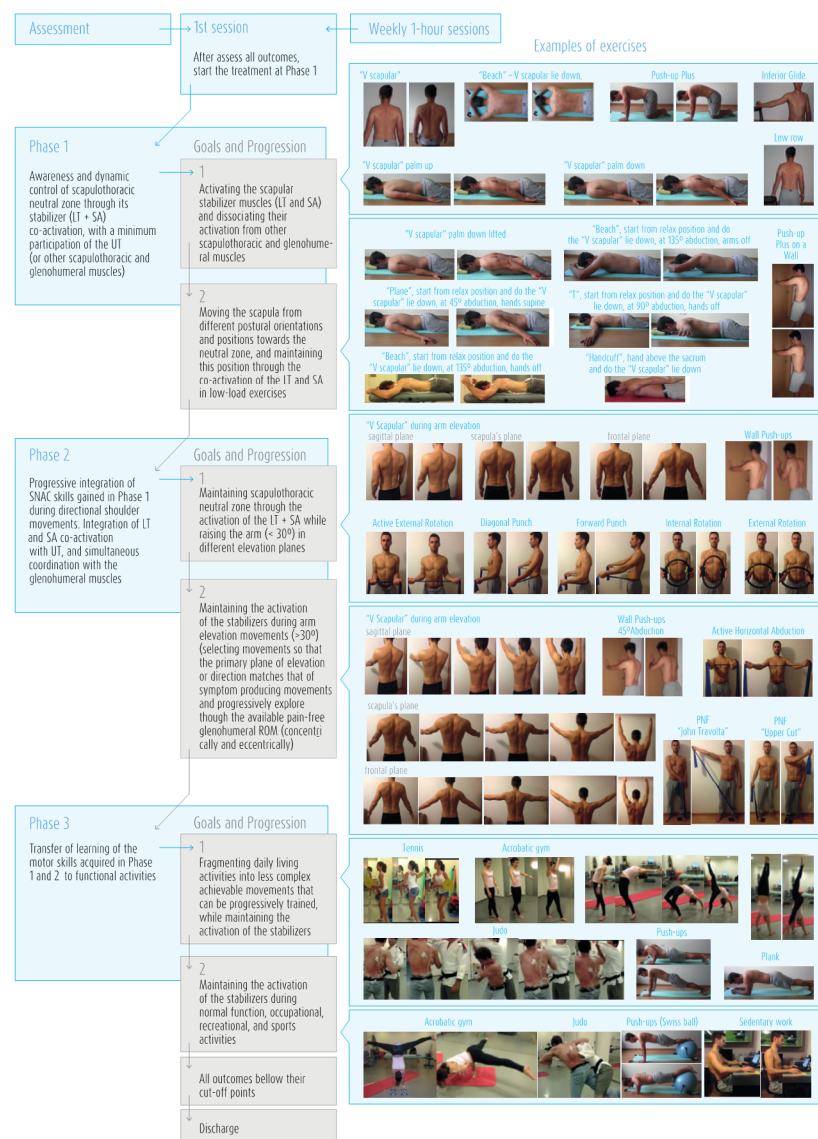 Assessment
1st session
After assess all outcomes,
start the treatment at Phase 1
Weekly 1-hour sessions
Examples of exercises
Phase 1
Awareness and dynamic
control of scapulothoracic
neutral zone through its
stabilizer (LT + SA)
co-activation, with a minimum
participation of the UT
(or other scapulothoracic and
glenohumeral muscles)
Goals and Progression
1
Activating the scapular
stabilizer muscles (LT and SA)
and dissociating their
activation from other
scapulothoracic and glenohume-
ral muscles
2
Moving the scapula from
different postural orientations
and positions towards the
neutral zone, and maintaining
this position through the
co-activation of the LT and SA
in low-load exercises
"V scapular"
"Beach" – V scapular lie down,
Push-up Plus
Inferior Glide
Low row
"V scapular" palm up
"V scapular" palm down
"V scapular" palm down lifted
"Beach", start from relax position and do
the "V scapular" lie down, at 135º abduction, arms off
Push-up
Plus on a
Wall
"Plane", start from relax position and do the "V
scapular" lie down, at 45º abduction, hands supine
"T", start from relax position and do the "V scapular"
lie down, at 90º abduction, hands off
"Beach", start from relax position and do the
"V scapular" lie down, at 135º abduction, hands off
"Handcuff", hand above the sacrum
and do the "V scapular" lie down
Phase 2
Progressive integration of
SNAC skills gained in Phase 1
during directional shoulder
movements. Integration of LT
and SA co-activation
with UT, and simultaneous
coordination with the
glenohumeral muscles
Goals and Progression
1
Maintaining scapulothoracic
neutral zone through the
activation of the LT + SA while
raising the arm (< 30º) in
different elevation planes
2
Maintaining the activation
of the stabilizers during arm
elevation movements (>30º)
(selecting movements so that
the primary plane of elevation
or direction matches that of
symptom producing movements
and progressively explore
though the available pain-free
glenohumeral ROM (concentri
cally and eccentrically)
"V Scapular" during arm elevation
sagittal plane
scapula's plane
frontal plane
Wall Push-ups
Active External Rotation
Diagonal Punch
Forward Punch
Internal Rotation
External Rotation
"V Scapular" during arm elevation
sagittal plane
Wall Push-ups
45ºAbduction
Active Horizontal Abduction
scapula's plane
PNF
"John Travolta"
PNF
"Upper Cut"
frontal plane
Phase 3
Transfer of learning of the
motor skills acquired in Phase
1 and 2 to functional activities
Goals and Progression
1
Fragmenting daily living
activities into less complex
achievable movements that
can be progressively trained,
while maintaining the
activation of the stabilizers
2
Maintaining the activation
of the stabilizers during
normal function, occupational,
recreational, and sports
activities
All outcomes bellow their
cut-off points
Discharge
Tennis
Acrobatic gym
Judo
Push-ups
Plank
Acrobatic gym
Judo
Push-ups (Swiss ball)
Sedentary work